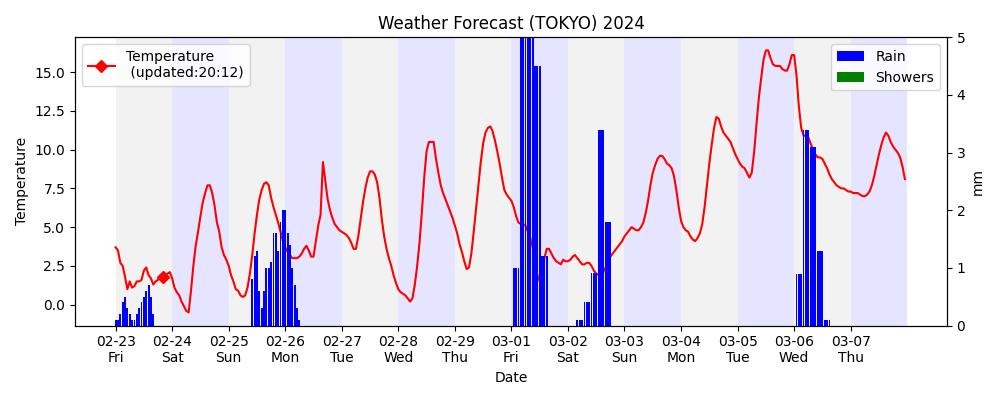 Weather Forecast (TOKYO) 2024
Temperature
(updated:20:12)
Rain
Showers
Temperature
15.0
12.5
10.0
7.5
5.0
2.5
0.0
5
4
3
2
1
0
mm
02-23 02-24 02-25 02-26 02-27 02-28 02-29 03-01 03-02 03-03 03-04 03-05 03-06 03-07
Fri Sat Sun Mon Tue Wed Thu Fri Sat Sun Mon Tue Wed Thu
Date